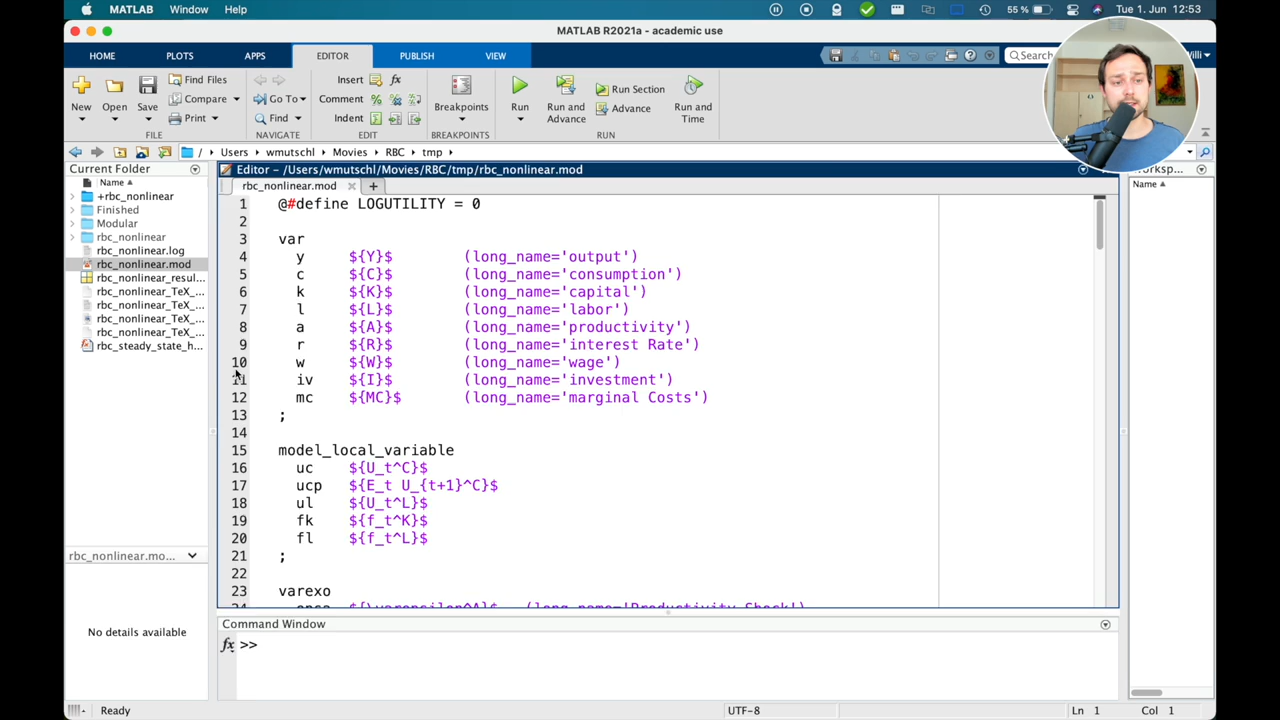 MATLAB Window Help
55 % Tue 1. Jun 12:53
MATLAB R2021a - academic use
HOME PLOTS APPS EDITOR PUBLISH VIEW Search
New Open Save Find Files Compare Print
Go To Find
Insert fx Comment Indent
Breakpoints
Run Run and Advance Run Section Advance Run and Time
FILE NAVIGATE EDIT BREAKPOINTS RUN
/ Users wmutschl Movies RBC tmp
Current Folder
Name
+rbc_nonlinear
Finished
Modular
rbc_nonlinear
rbc_nonlinear.log
rbc_nonlinear.mod
rbc_nonlinear_resul...
rbc_nonlinear_TeX_...
rbc_nonlinear_TeX_...
rbc_nonlinear_TeX_...
rbc_nonlinear_TeX_...
rbc_steady_state_h...
rbc_nonlinear.mo...
No details available
Editor - /Users/wmutschl/Movies/RBC/tmp/rbc_nonlinear.mod
rbc_nonlinear.mod
1 @#define LOGUTILITY = 0
2
3 var
4 y ${Y}$ (long_name='output')
5 c ${C}$ (long_name='consumption')
6 k ${K}$ (long_name='capital')
7 l ${L}$ (long_name='labor')
8 a ${A}$ (long_name='productivity')
9 r ${R}$ (long_name='interest Rate')
10 w ${W}$ (long_name='wage')
11 iv ${I}$ (long_name='investment')
12 mc ${MC}$ (long_name='marginal Costs')
13 ;
14
15 model_local_variable
16 uc ${U_t^C}$
17 ucp ${E_t U_{t+1}^C}$
18 ul ${U_t^L}$
19 fk ${f_t^K}$
20 fl ${f_t^L}$
21 ;
22
23 varexo
Name
Command Window
fx >>
Ready UTF-8 Ln 1 Col 1